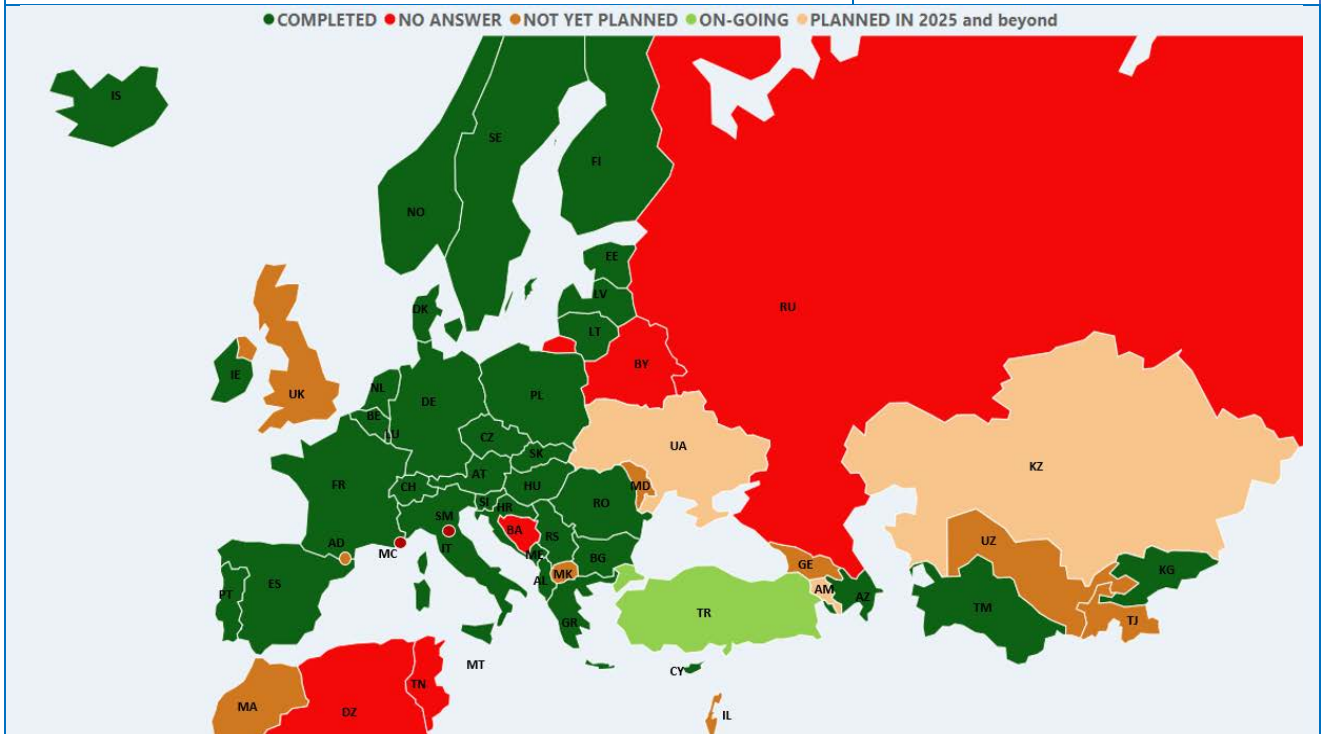 COMPLETED NO ANSWER NOT YET PLANNED ON-GOING PLANNED IN 2025 and beyond
IS
SE
FI
NO
EE
RU
LV
DK
LT
BY
IE
NL
UK
DE
PL
BE
LU
CZ
UA
SK
KZ
AT
FR
CH
HU
MD
SI
HR
RO
SM
BA
RS
AD
MC
IT
ME
BG
UZ
GE
KG
MK
AL
ES
PT
AM
AZ
TM
TR
GR
TJ
MT
CY
TN
MA
DZ
IL